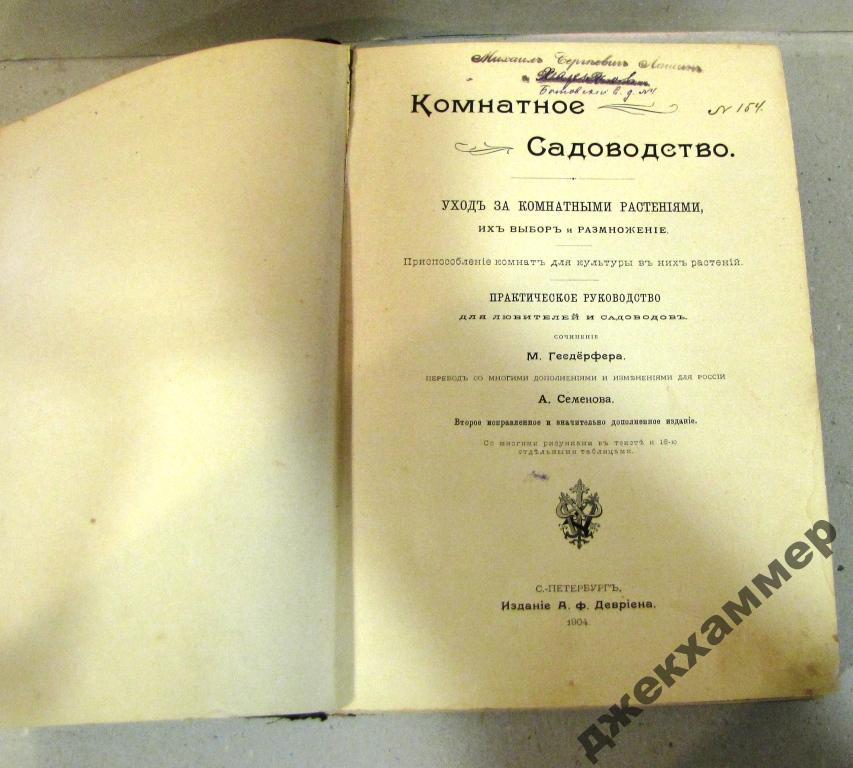 Михаилъ Сергѣевичъ
№ 154.
Комнатное
Садоводство.
УХОДЪ ЗА КОМНАТНЫМИ РАСТЕНІЯМИ,
ИХЪ ВЫБОРЪ и РАЗМНОЖЕНІЕ.
Приспособленіе комнатъ для культуры въ нихъ растеній.
ПРАКТИЧЕСКОЕ РУКОВОДСТВО
ДЛЯ ЛЮБИТЕЛЕЙ И САДОВОДОВЪ.
СОЧИНЕНІЕ
М. Гесдёрфера.
ПЕРЕВОДЪ СО МНОГИМИ ДОПОЛНЕНІЯМИ И ИЗМѢНЕНІЯМИ ДЛЯ РОССІИ
А. Семенова.
Второе исправленное и значительно дополненное изданіе.
Со многими рисунками въ текстѣ и 16-ю
отдѣльными таблицами.
С.-ПЕТЕРБУРГЪ.
Изданіе А. Ф. Девріена.
1904.
джекхаммер